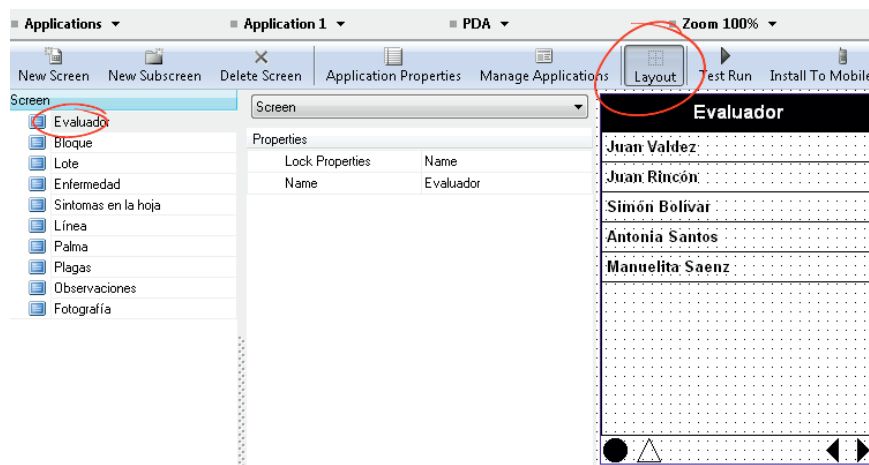 Applications
Application 1
PDA
Zoom 100%
New Screen
New Subscreen
Delete Screen
Application Properties
Manage Applications
Layout
Test Run
Install To Mobile
Screen
Evaluador
Bloque
Lote
Enfermedad
Sintomas en la hoja
Línea
Palma
Plagas
Observaciones
Fotografía
Screen
Properties
Lock Properties Name
Name Evaluador
Evaluador
Juan Valdez
Juan Rincón
Simón Bolívar
Antonia Santos
Manuelita Saenz